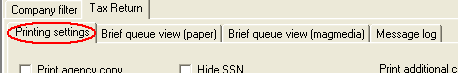 Company filter Tax Return
Printing settings Brief queue view (paper) Brief queue view (magmedia) Message log
Print agency copy Hide SSN Print additional c